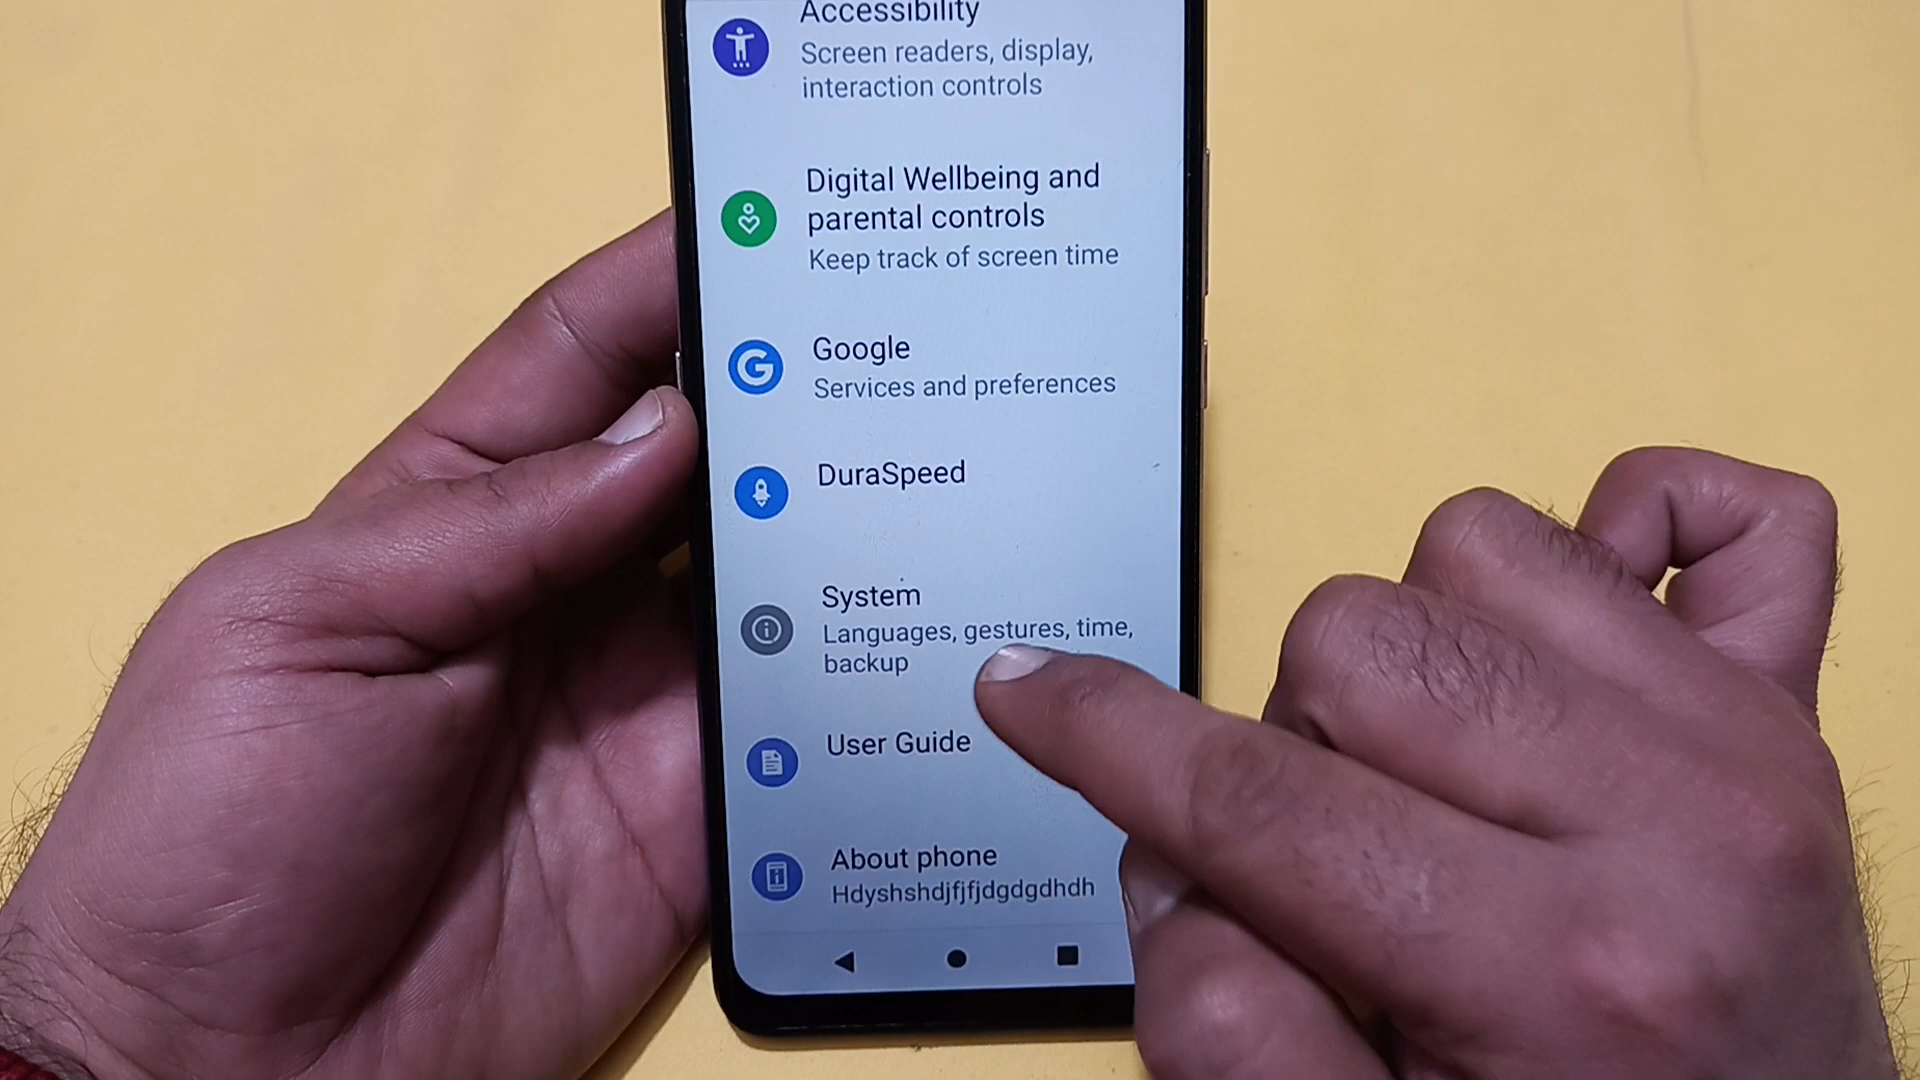 Accessibility
Screen readers, display,
interaction controls
Digital Wellbeing and
parental controls
Keep track of screen time
Google
Services and preferences
DuraSpeed
System
Languages, gestures, time,
backup
User Guide
About phone
Hdyshshdjfjfjdgdgdhdh